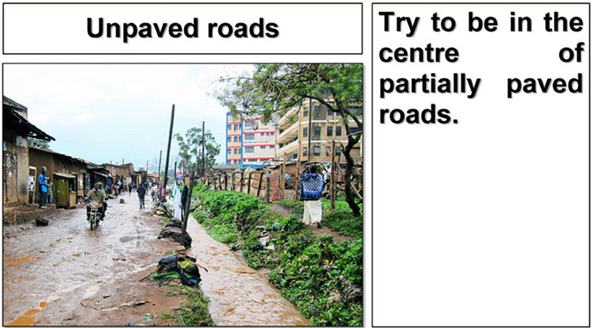 Unpaved roads
Try to be in the
centre of
partially paved
roads.